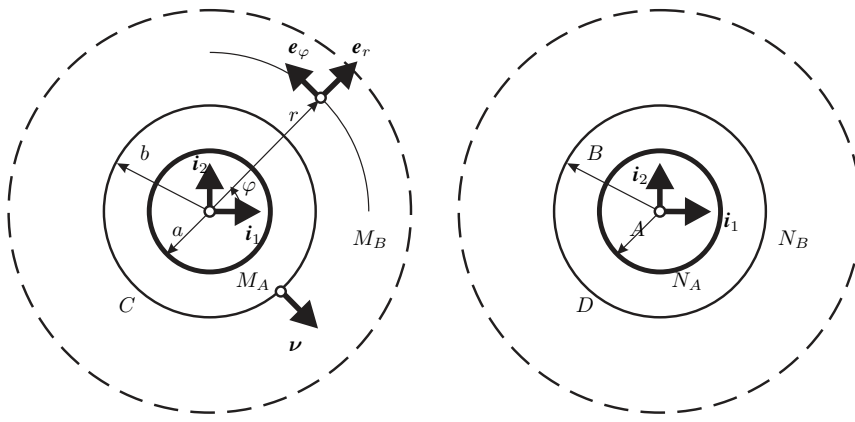 e_φ e_r
r
b
i_2
φ
a
i_1
M_B
M_A
C
ν
B
i_2
A
i_1
N_B
N_A
D